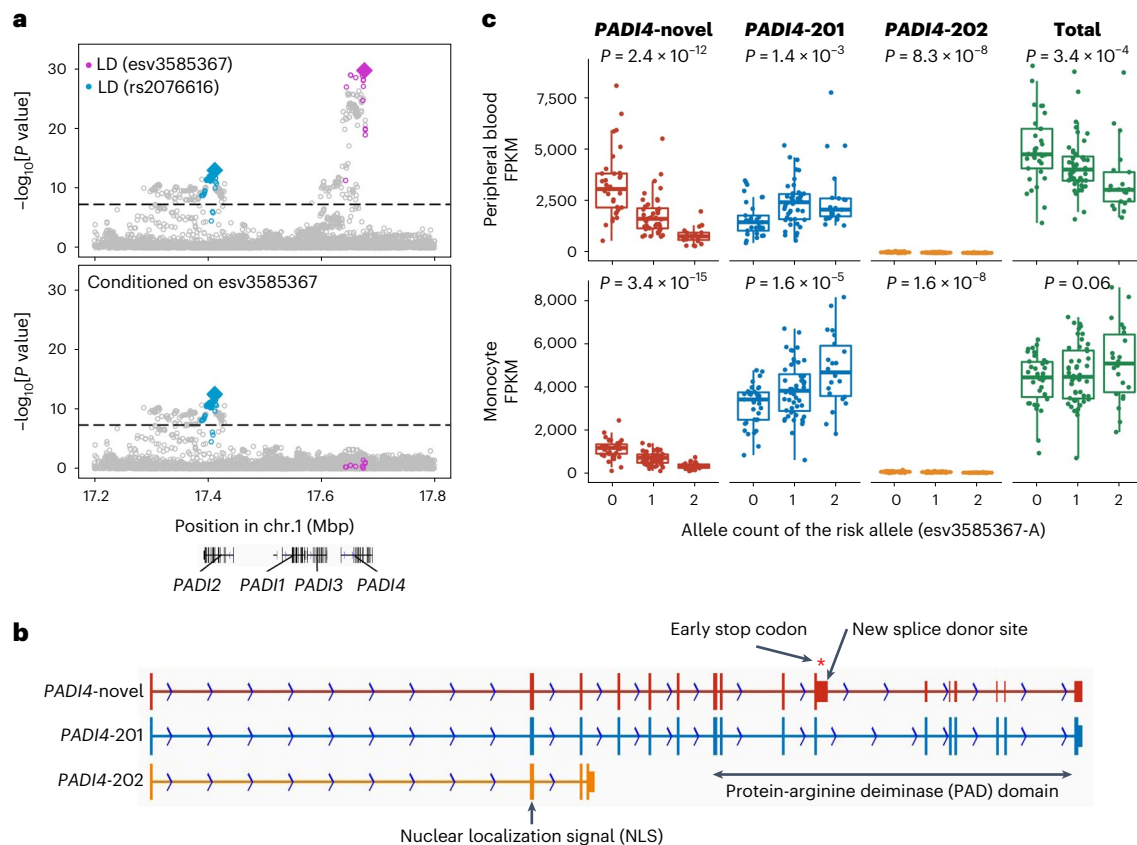 a
30
20
10
0
−log₁₀[P value]
LD (esv3585367)
LD (rs2076616)
Conditioned on esv3585367
30
20
10
0
−log₁₀[P value]
17.2 17.4 17.6 17.8
Position in chr.1 (Mbp)
PADI2 PADI1 PADI3 PADI4
c
PADI4-novel PADI4-201 PADI4-202 Total
P = 2.4 × 10⁻¹² P = 1.4 × 10⁻³ P = 8.3 × 10⁻⁸ P = 3.4 × 10⁻⁴
Peripheral blood
FPKM
7,500
5,000
2,500
0
P = 3.4 × 10⁻¹⁵ P = 1.6 × 10⁻⁵ P = 1.6 × 10⁻⁸ P = 0.06
Monocyte
FPKM
8,000
6,000
4,000
2,000
0
0 1 2 0 1 2 0 1 2 0 1 2
Allele count of the risk allele (esv3585367-A)
b
Early stop codon
New splice donor site
*
PADI4-novel
PADI4-201
PADI4-202
Protein-arginine deiminase (PAD) domain
Nuclear localization signal (NLS)